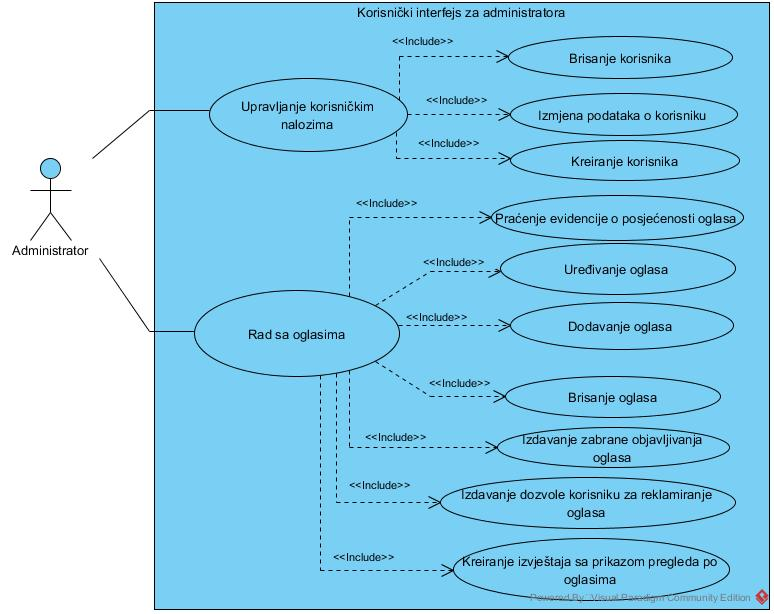 Korisnički interfejs za administratora
<<Include>>
Brisanje korisnika
Upravljanje korisničkim
nalozima
<<Include>>
Izmjena podataka o korisniku
<<Include>>
Kreiranje korisnika
Administrator
<<Include>>
Praćenje evidencije o posjećenosti oglasa
<<Include>>
Uređivanje oglasa
<<Include>>
Dodavanje oglasa
Rad sa oglasima
<<Include>>
Brisanje oglasa
<<Include>>
Izdavanje zabrane objavljivanja
oglasa
<<Include>>
Izdavanje dozvole korisniku za reklamiranje
oglasa
<<Include>>
Kreiranje izvještaja sa prikazom pregleda po
oglasima
Powered By Visual Paradigm Community Edition